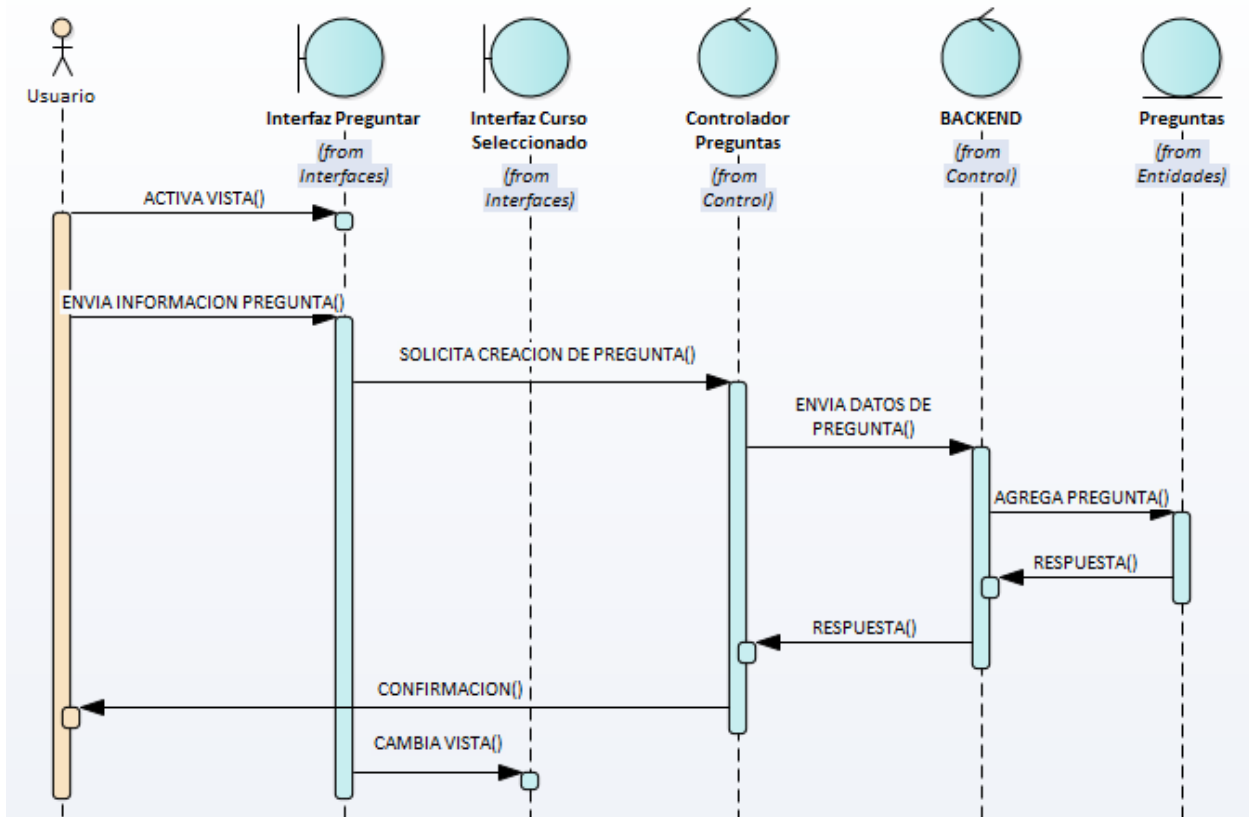 Usuario
Interfaz Preguntar
(from
Interfaces)
Interfaz Curso
Seleccionado
(from
Interfaces)
Controlador
Preguntas
(from
Control)
BACKEND
(from
Control)
Preguntas
(from
Entidades)
ACTIVA VISTA()
ENVIA INFORMACION PREGUNTA()
SOLICITA CREACION DE PREGUNTA()
ENVIA DATOS DE
PREGUNTA()
AGREGA PREGUNTA()
RESPUESTA()
RESPUESTA()
CONFIRMACION()
CAMBIA VISTA()